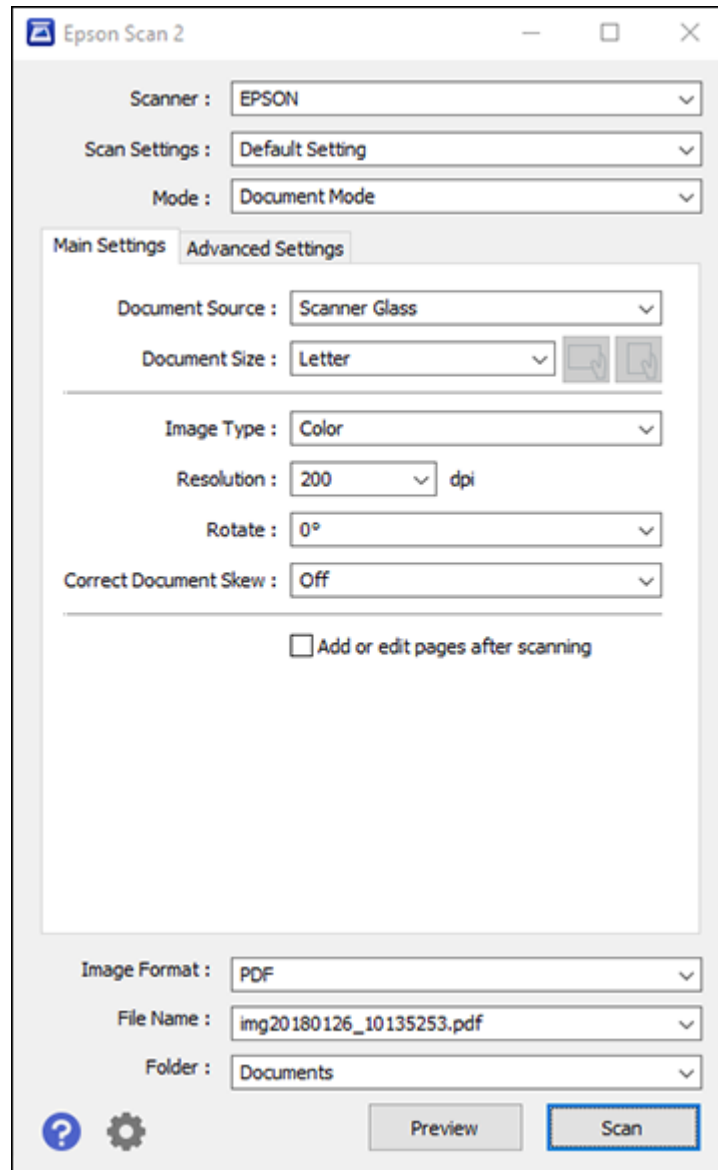 Epson Scan 2
Scanner : EPSON
Scan Settings : Default Setting
Mode : Document Mode
Main Settings Advanced Settings
Document Source : Scanner Glass
Document Size : Letter
Image Type : Color
Resolution : 200 dpi
Rotate : 0°
Correct Document Skew : Off
Add or edit pages after scanning
Image Format : PDF
File Name : img20180126_10135253.pdf
Folder : Documents
? Preview Scan